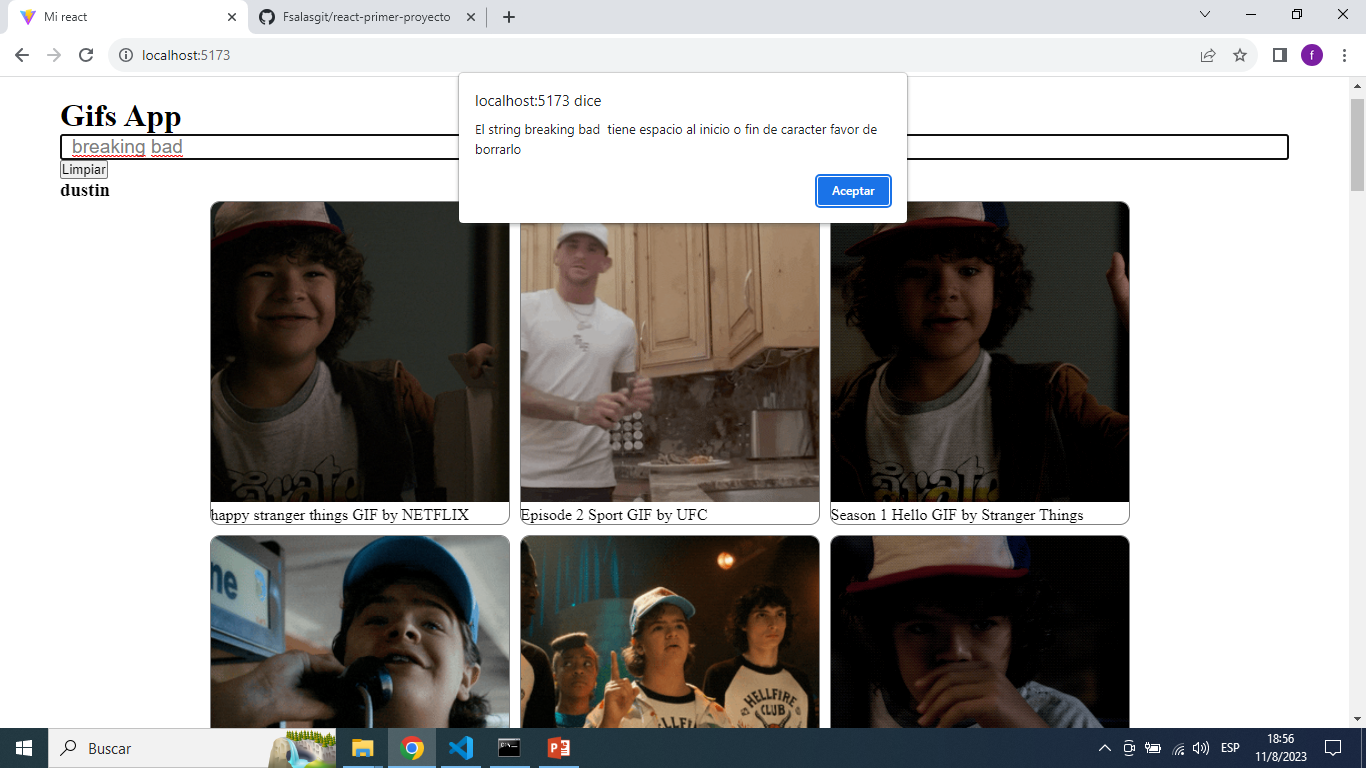 Mi react
Fsalasgit/react-primer-proyecto
localhost:5173
f
Gifs App
localhost:5173 dice
El string breaking bad  tiene espacio al inicio o fin de caracter favor de
borrarlo
Aceptar
breaking bad
Limpiar
dustin
happy stranger things GIF by NETFLIX
Episode 2 Sport GIF by UFC
Season 1 Hello GIF by Stranger Things
HELLFIRE
CLUB
Buscar
ESP
18:56
11/8/2023